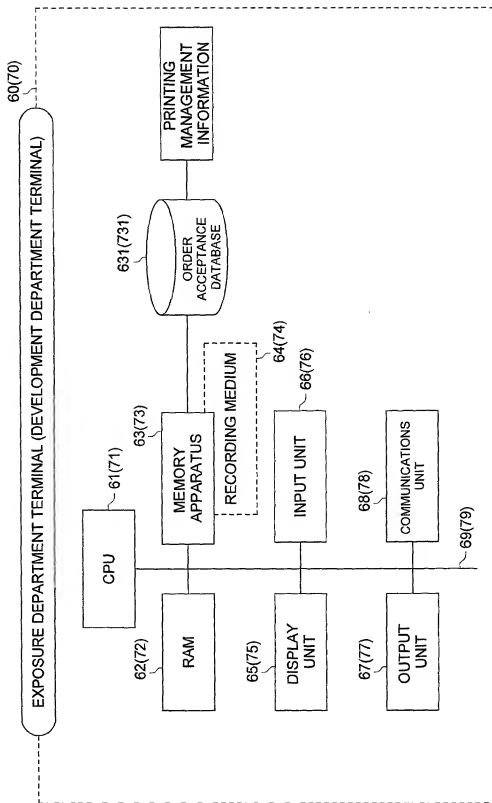 60(70)
EXPOSURE DEPARTMENT TERMINAL (DEVELOPMENT DEPARTMENT TERMINAL)
61(71)
CPU
62(72)
RAM
63(73)
MEMORY
APPARATUS
RECORDING MEDIUM
64(74)
631(731)
ORDER
ACCEPTANCE
DATABASE
PRINTING
MANAGEMENT
INFORMATION
65(75)
DISPLAY
UNIT
66(76)
INPUT UNIT
67(77)
OUTPUT
UNIT
68(78)
COMMUNICATIONS
UNIT
69(79)